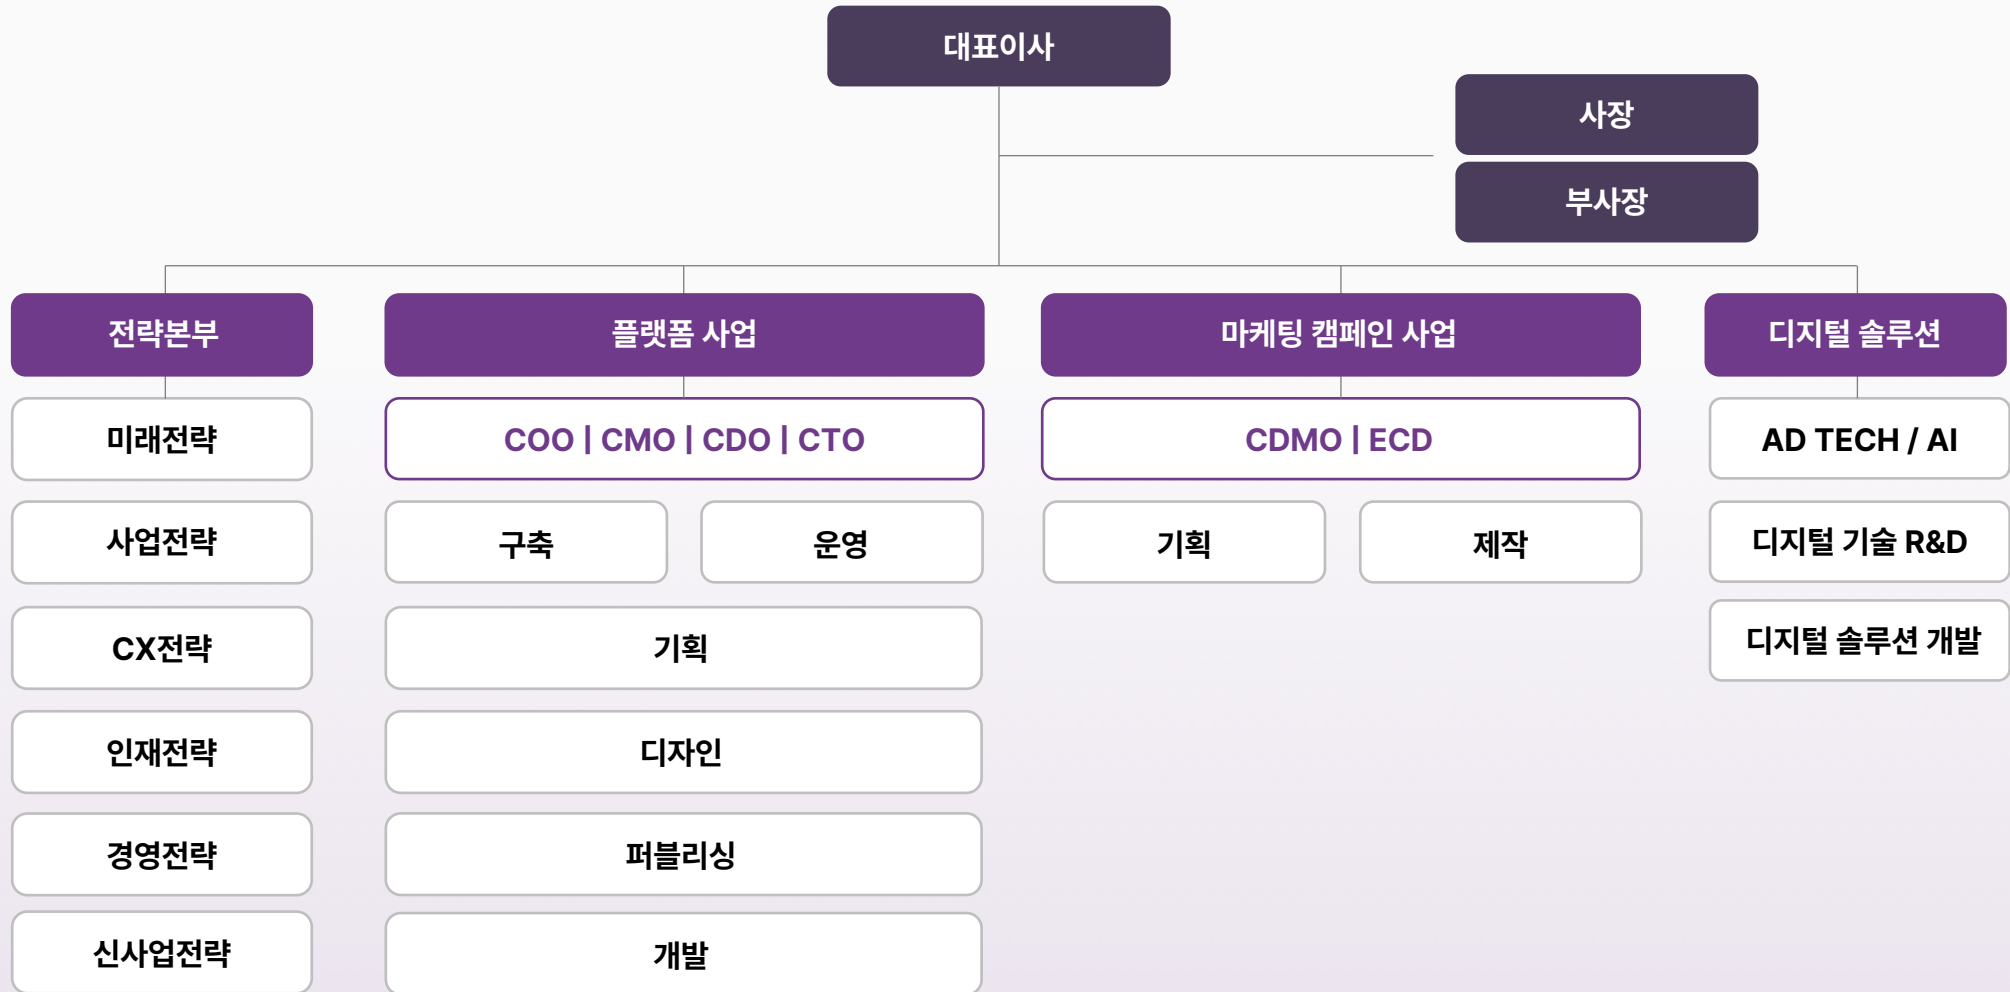 대표이사
사장
부사장
전략본부
미래전략
사업전략
CX전략
인재전략
경영전략
신사업전략
플랫폼 사업
COO | CMO | CDO | CTO
구축
운영
기획
디자인
퍼블리싱
개발
마케팅 캠페인 사업
CDMO | ECD
기획
제작
디지털 솔루션
AD TECH / AI
디지털 기술 R&D
디지털 솔루션 개발